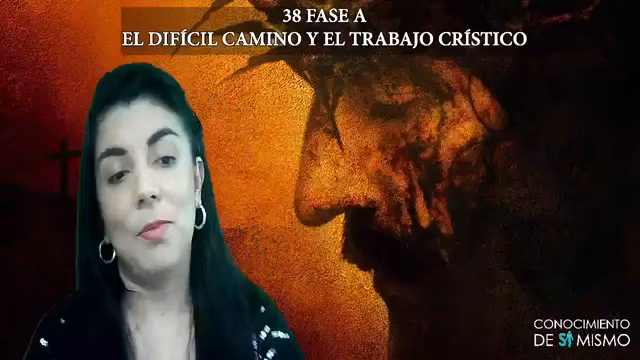 38 FASE A
EL DIFÍCIL CAMINO Y EL TRABAJO CRÍSTICO
CONOCIMIENTO
DE SÍ MISMO